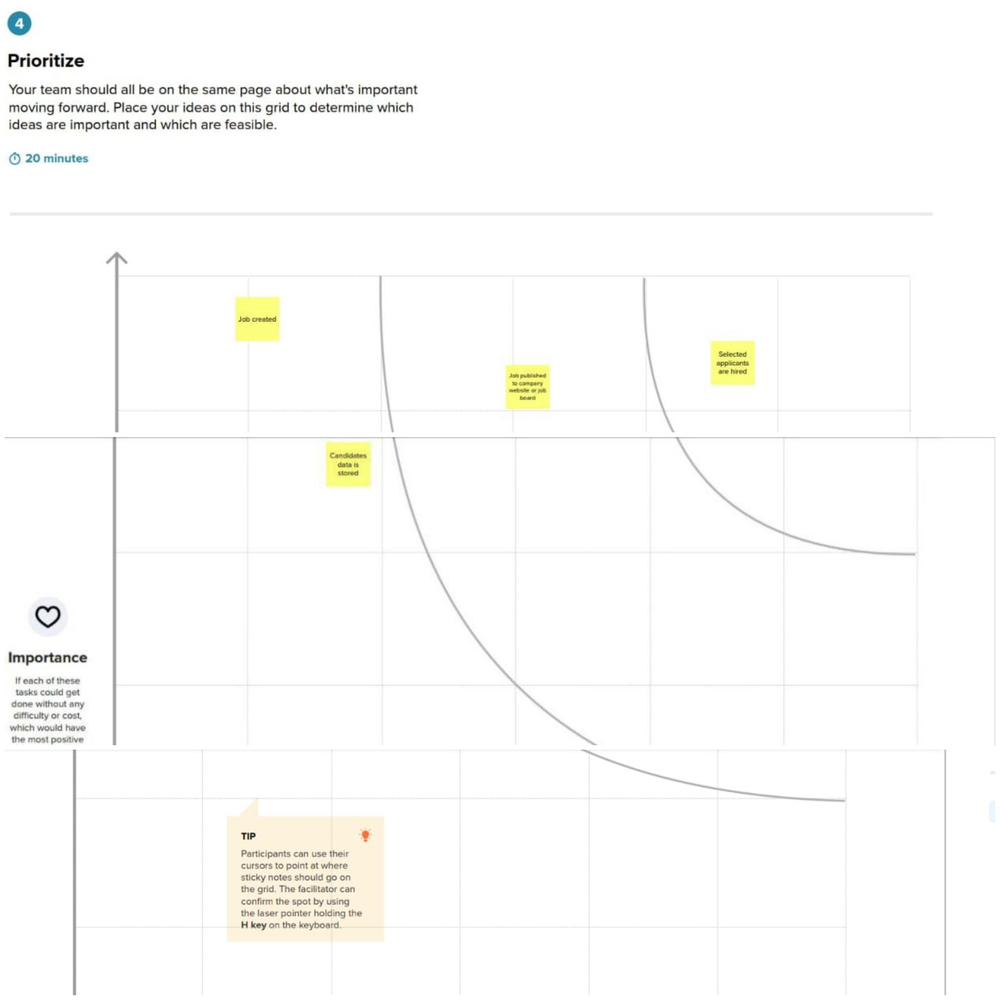 4
Prioritize
Your team should all be on the same page about what's important
moving forward. Place your ideas on this grid to determine which
ideas are important and which are feasible.
20 minutes
Job created
Selected
applicants
are hired
Job published
to company
website or job
board
Candidates
data is
stored
Importance
If each of these
tasks could get
done without any
difficulty or cost,
which would have
the most positive
TIP
Participants can use their
cursors to point at where
sticky notes should go on
the grid. The facilitator can
confirm the spot by using
the laser pointer holding the
H key on the keyboard.